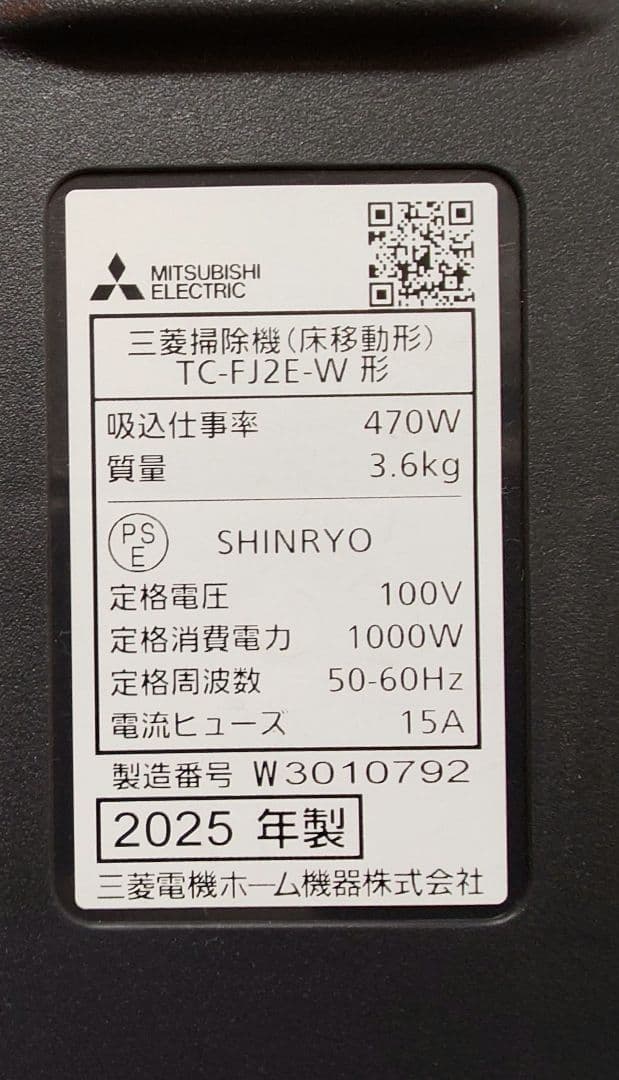 MITSUBISHI
ELECTRIC
三菱掃除機(床移動形)
TC-FJ2E-W 形
吸込仕事率 470W
質量 3.6kg
PS
E
SHINRYO
定格電圧 100V
定格消費電力 1000W
定格周波数 50-60Hz
電流ヒューズ 15A
製造番号 W3010792
2025 年製
三菱電機ホーム機器株式会社